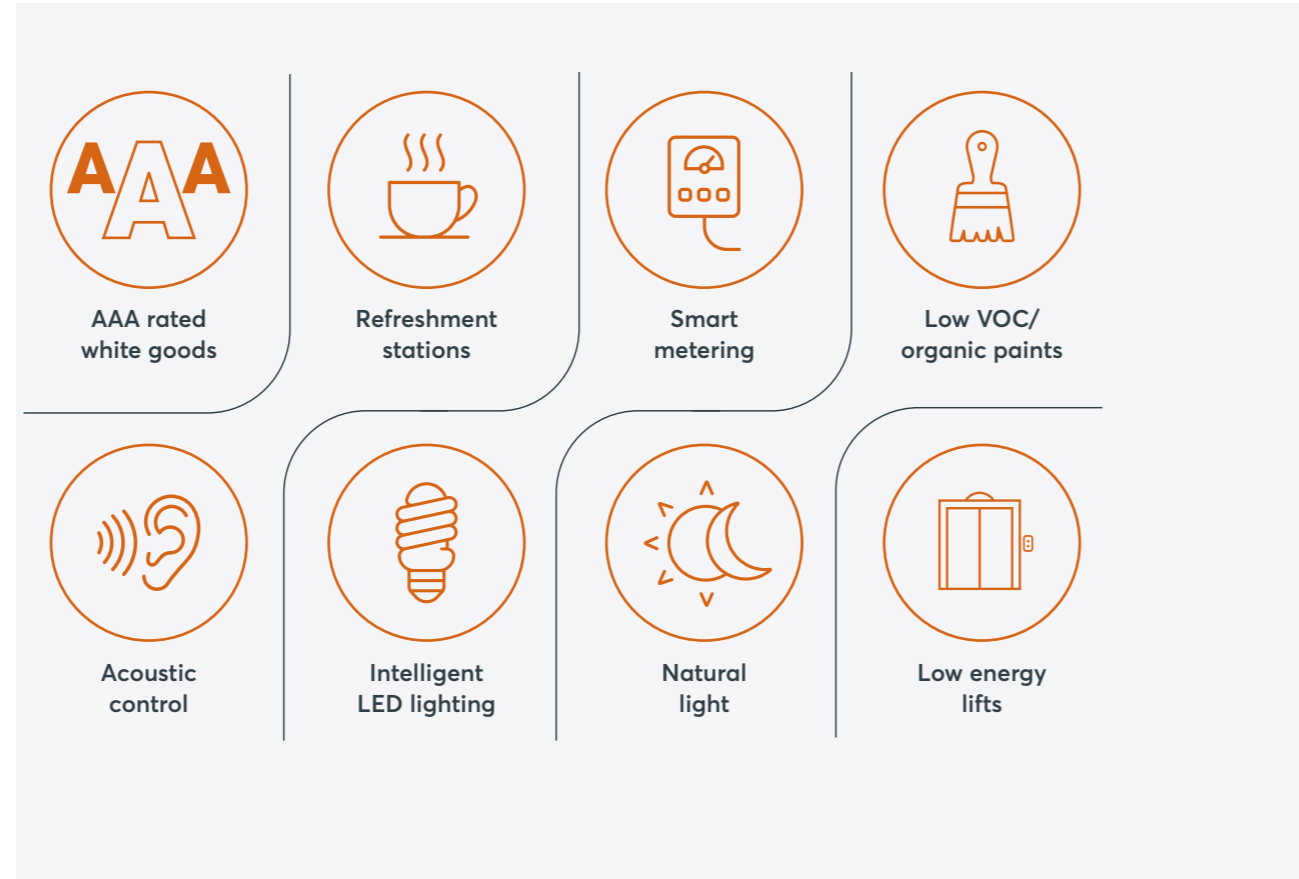 AAA
AAA rated
white goods
Refreshment
stations
Smart
metering
Low VOC/
organic paints
Acoustic
control
Intelligent
LED lighting
Natural
light
Low energy
lifts